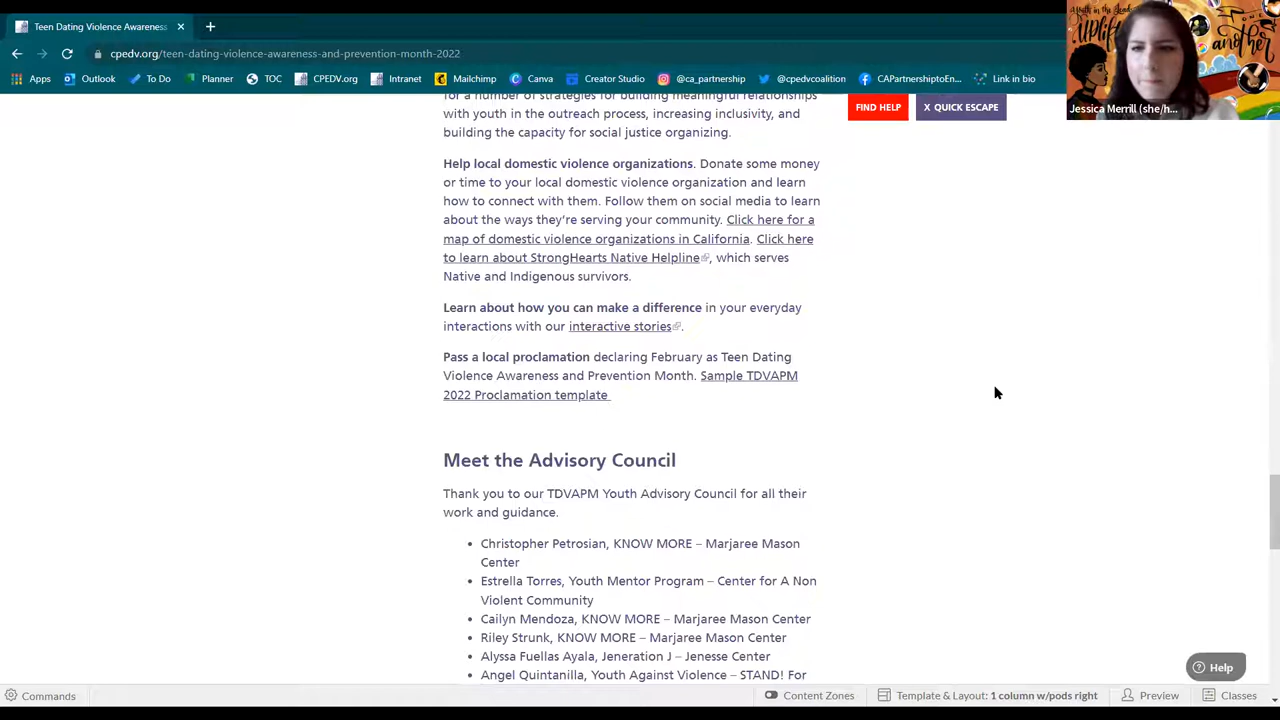 Teen Dating Violence Awareness
cpedv.org/teen-dating-violence-awareness-and-prevention-month-2022
Apps
Outlook
To Do
Planner
TOC
CPEDV.org
Intranet
Mailchimp
Canva
Creator Studio
@ca_partnership
@cpedvcoalition
CAPartnershiptoEn...
Link in bio
UPlift
another
Jessica Merrill (she/h...
FIND HELP
X QUICK ESCAPE
for a number of strategies for building meaningful relationships
with youth in the outreach process, increasing inclusivity, and
building the capacity for social justice organizing.
Help local domestic violence organizations. Donate some money
or time to your local domestic violence organization and learn
how to connect with them. Follow them on social media to learn
about the ways they're serving your community. Click here for a
map of domestic violence organizations in California. Click here
to learn about StrongHearts Native Helpline, which serves
Native and Indigenous survivors.
Learn about how you can make a difference in your everyday
interactions with our interactive stories.
Pass a local proclamation declaring February as Teen Dating
Violence Awareness and Prevention Month. Sample TDVAPM
2022 Proclamation template
Meet the Advisory Council
Thank you to our TDVAPM Youth Advisory Council for all their
work and guidance.
• Christopher Petrosian, KNOW MORE – Marjaree Mason
Center
• Estrella Torres, Youth Mentor Program – Center for A Non
Violent Community
• Cailyn Mendoza, KNOW MORE – Marjaree Mason Center
• Riley Strunk, KNOW MORE – Marjaree Mason Center
• Alyssa Fuellas Ayala, Jeneration J – Jenesse Center
• Angel Quintanilla, Youth Against Violence – STAND! For
Help
Commands
Content Zones
Template & Layout: 1 column w/pods right
Preview
Classes